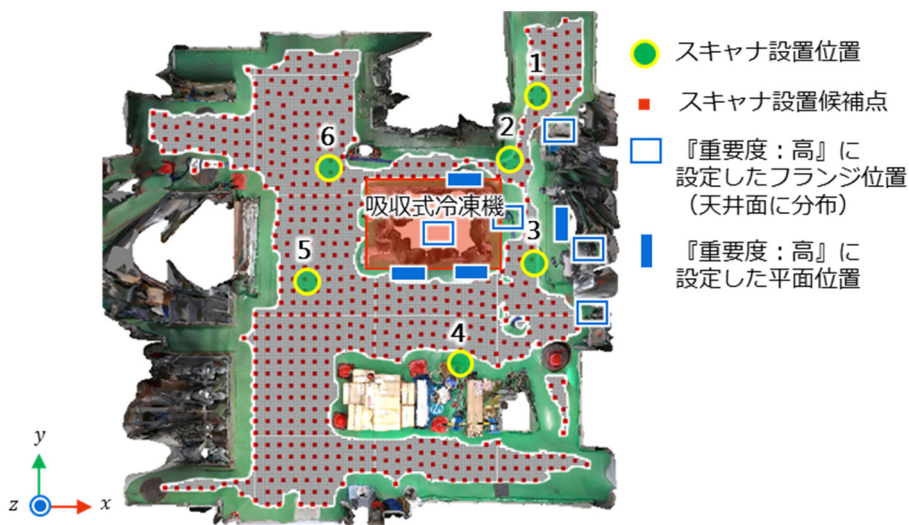 1
2
6
吸収式冷凍機
3
5
4
y
z
x
スキャナ設置位置
スキャナ設置候補点
『重要度：高』に
設定したフランジ位置
（天井面に分布）
『重要度：高』に
設定した平面位置